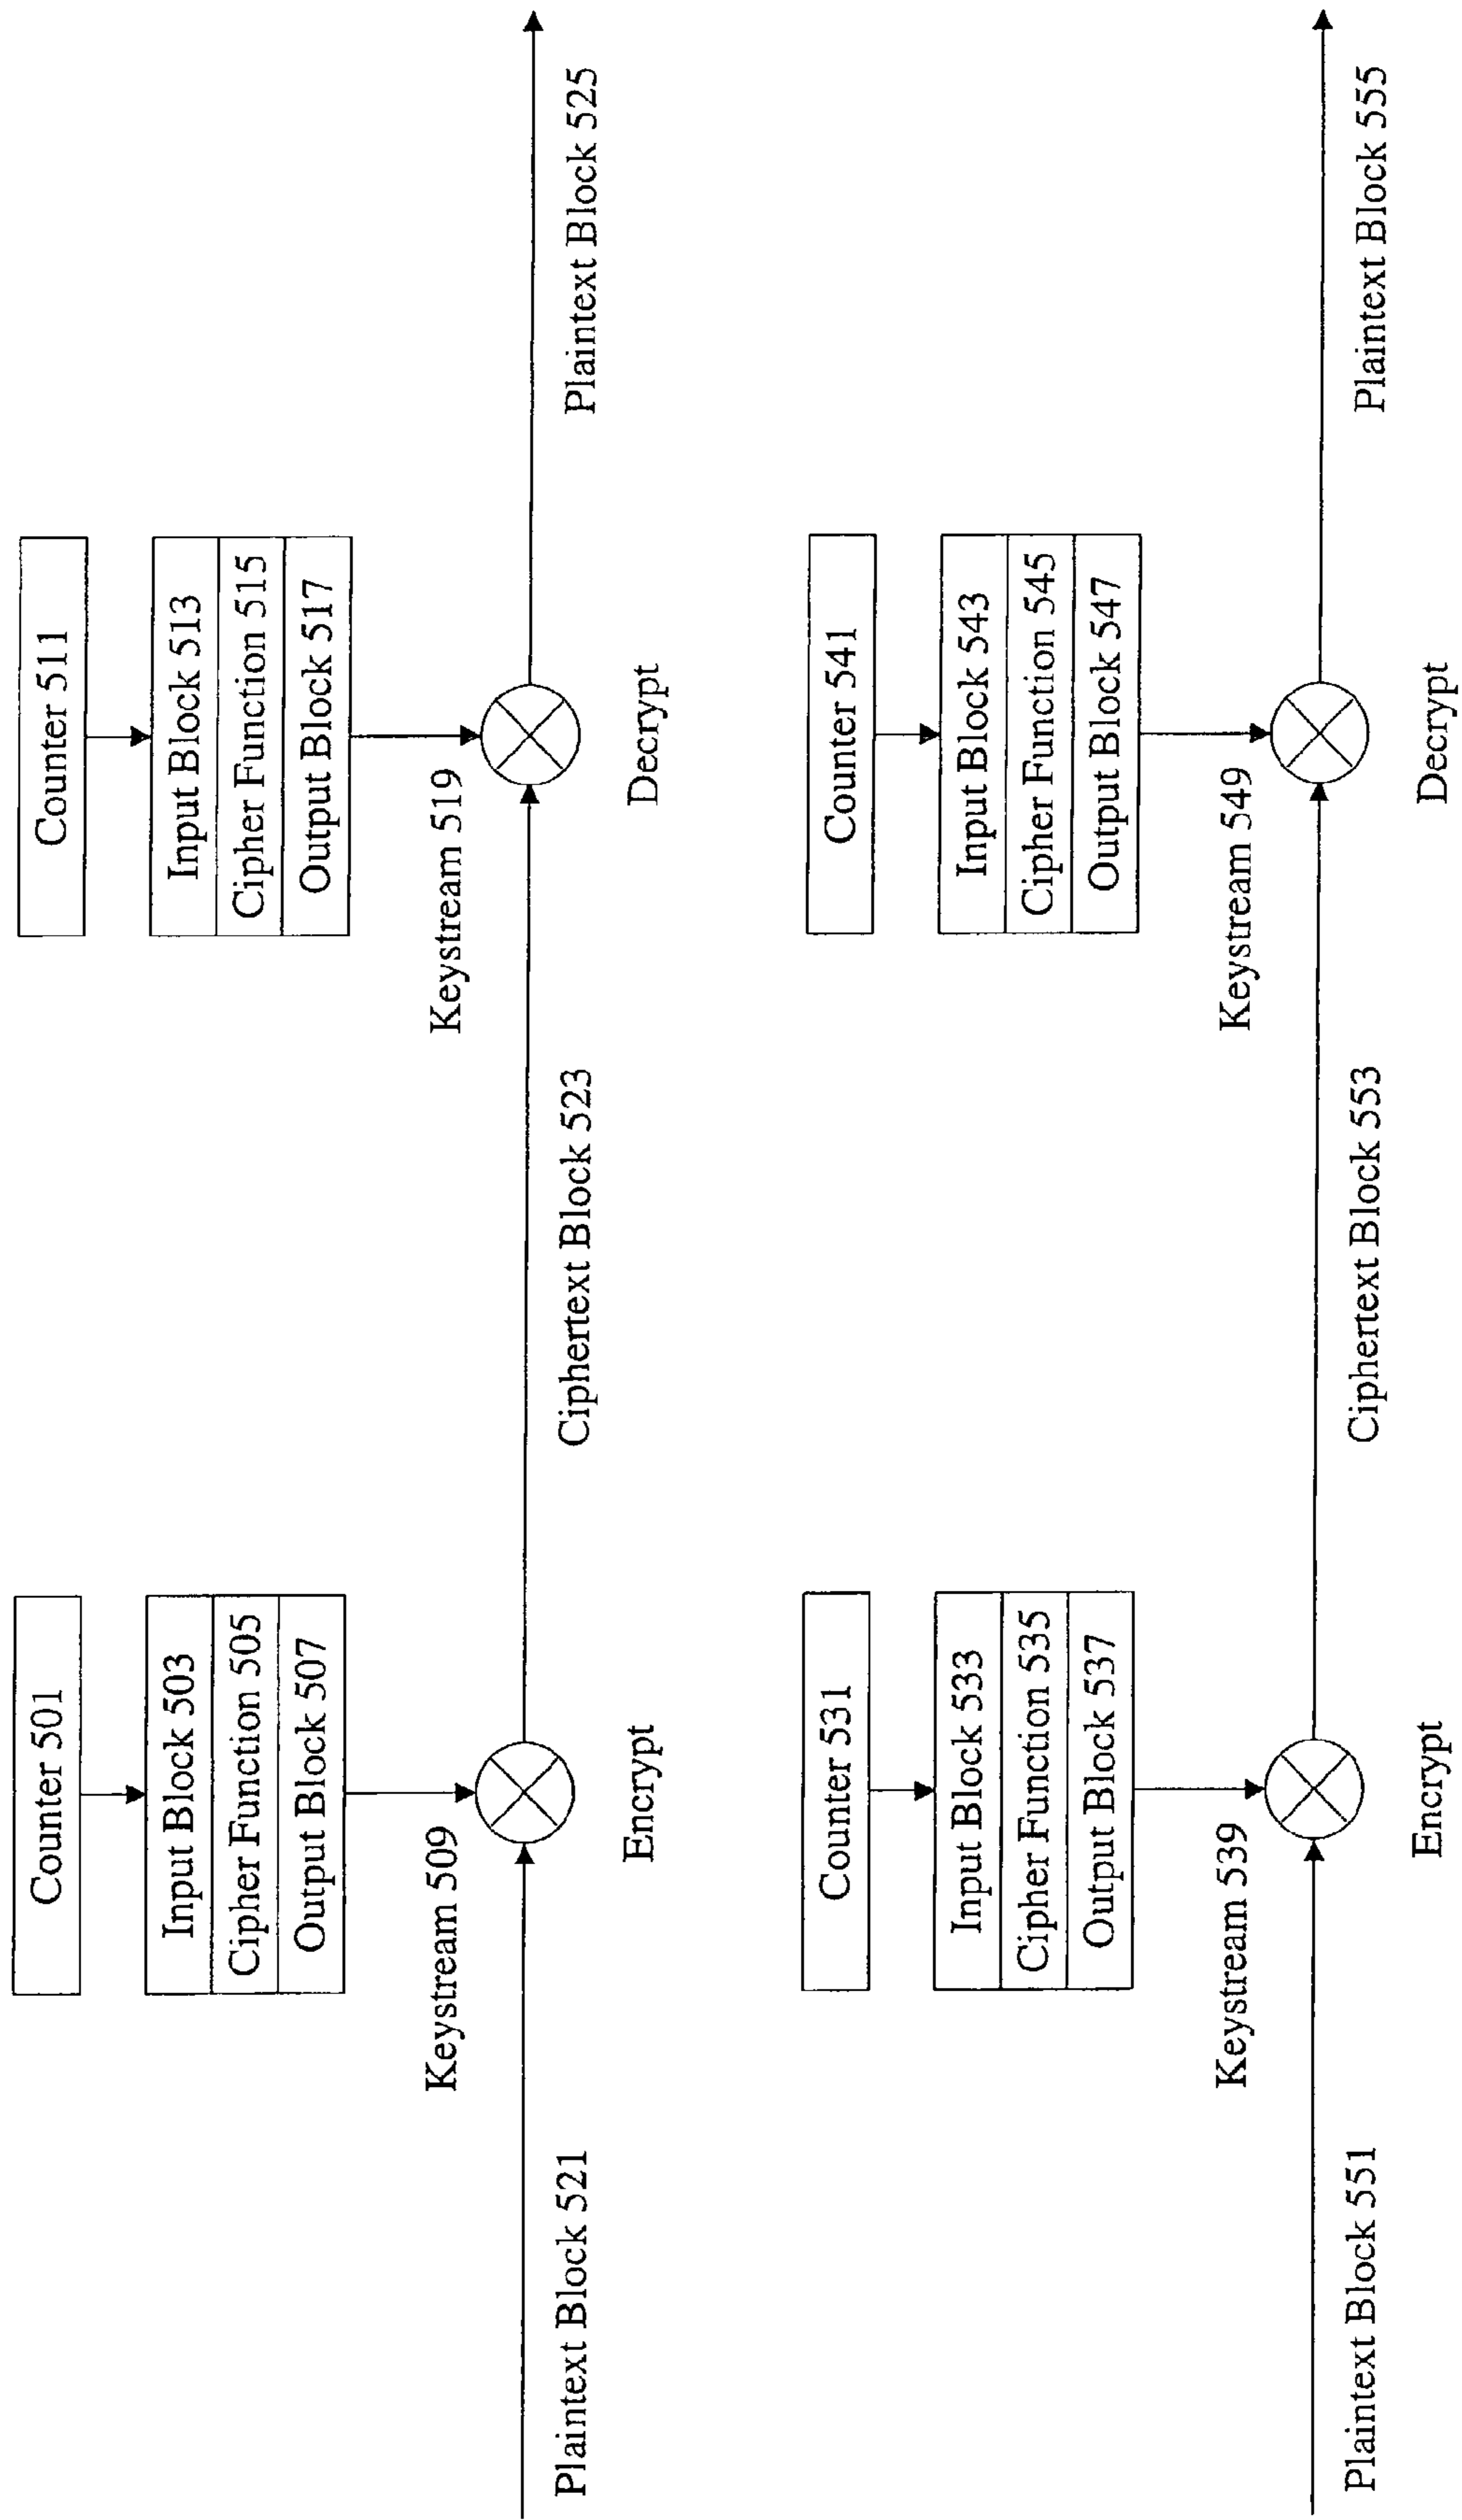 Counter 501
Input Block 503
Cipher Function 505
Output Block 507
Keystream 509
Plaintext Block 521
Encrypt
Ciphertext Block 523
Counter 511
Input Block 513
Cipher Function 515
Output Block 517
Keystream 519
Decrypt
Plaintext Block 525
Counter 531
Input Block 533
Cipher Function 535
Output Block 537
Keystream 539
Plaintext Block 551
Encrypt
Ciphertext Block 553
Counter 541
Input Block 543
Cipher Function 545
Output Block 547
Keystream 549
Decrypt
Plaintext Block 555